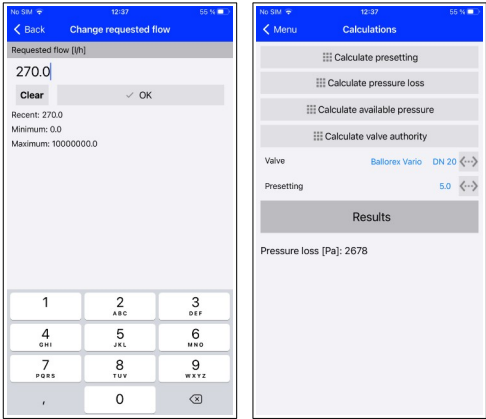 No SIM 12:37 55 %
Back Change requested flow
Requested flow [l/h]
270.0
Clear ✓ OK
Recent: 270.0
Minimum: 0.0
Maximum: 10000000.0
1 2 3
ABC DEF
4 5 6
GHI JKL MNO
7 8 9
PQRS TUV WXYZ
, 0
No SIM 12:37 55 %
Menu Calculations
Calculate presetting
Calculate pressure loss
Calculate available pressure
Calculate valve authority
Valve Ballorex Vario DN 20
Presetting 5.0
Results
Pressure loss [Pa]: 2678